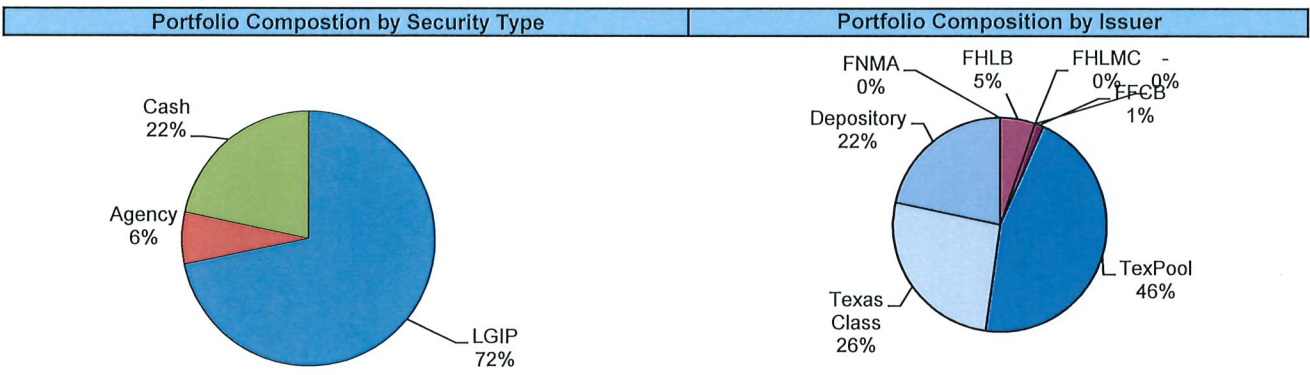 Portfolio Compostion by Security Type
Portfolio Composition by Issuer
Cash
22%
Agency
6%
LGIP
72%
FNMA
0%
FHLB
5%
FHLMC
0%
-
0%
FFCB
1%
Depository
22%
TexPool
46%
Texas
Class
26%